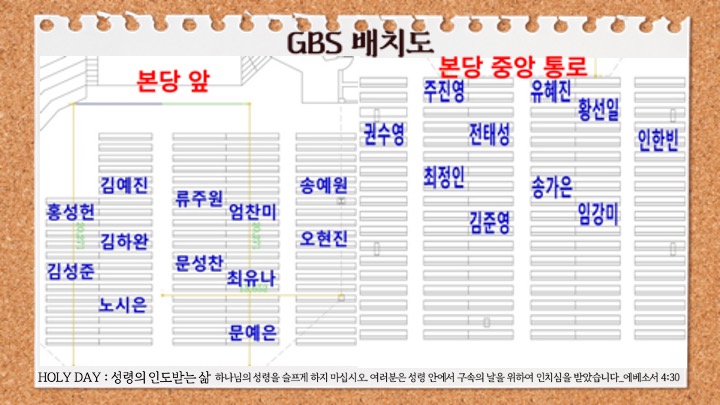 GBS 배치도
본당 앞
본당 중앙 통로
주진영
유혜진
황선일
권수영
전태성
인한빈
김예진
송예원
최정인
송가은
류주원
홍성헌
엄찬미
임강미
김준영
김하완
오현진
김성준
문성찬
최유나
노시은
문예은
HOLY DAY : 성령의 인도받는 삶 하나님의 성령을 슬프게 하지 마십시오. 여러분은 성령 안에서 구속의 날을 위하여 인치심을 받았습니다_에베소서 4:30